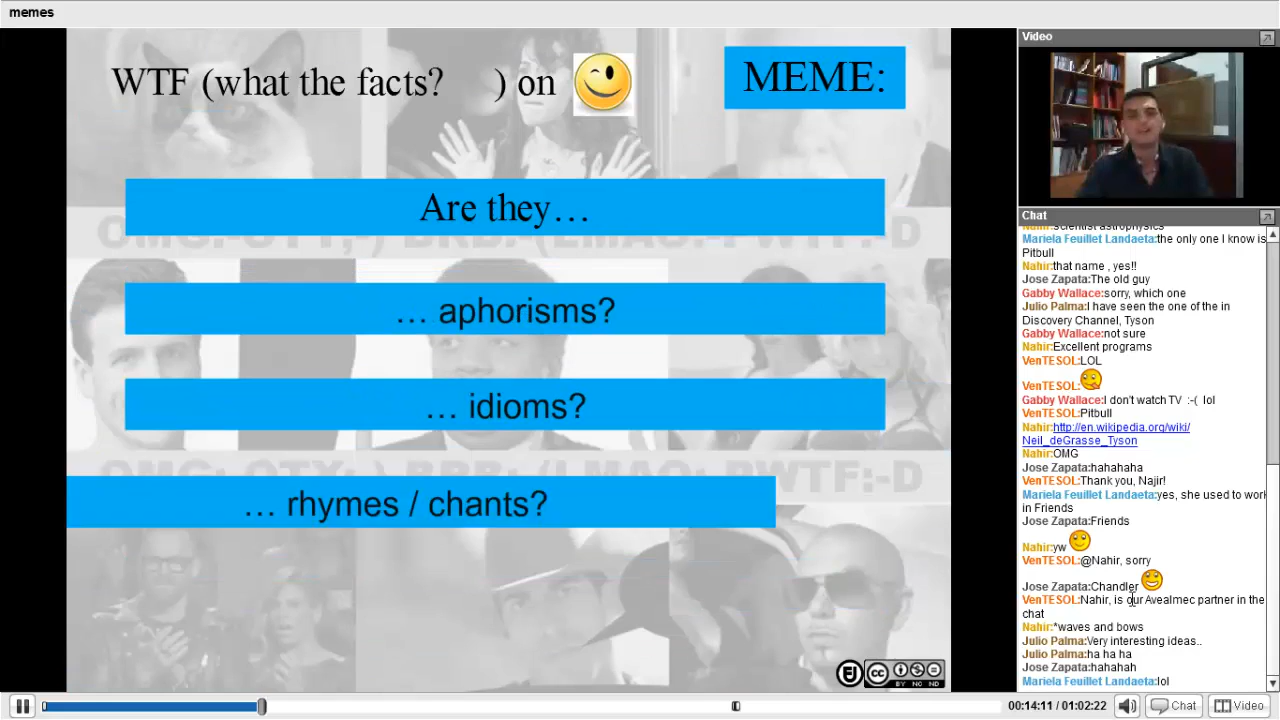 memes
WTF (what the facts? ) on
MEME:
Are they…
OMG:-
… aphorisms?
… idioms?
… rhymes / chants?
BY NC ND
Video
Chat
Nahir:scientist astrophysics
Mariela Feuillet Landaeta:the only one I know is
Pitbull
Nahir:that name , yes!!
Jose Zapata:The old guy
Gabby Wallace:sorry, which one
Julio Palma:I have seen the one of the in
Discovery Channel, Tyson
Gabby Wallace:not sure
Nahir:Excellent programs
VenTESOL:LOL
VenTESOL:
Gabby Wallace:I don't watch TV :-( lol
VenTESOL:Pitbull
Nahir:http://en.wikipedia.org/wiki/
Neil_deGrasse_Tyson
Nahir:OMG
Jose Zapata:hahahaha
VenTESOL:Thank you, Najir!
Mariela Feuillet Landaeta:yes, she used to work
in Friends
Jose Zapata:Friends
Nahir:yw
VenTESOL:@Nahir, sorry
Jose Zapata:Chandler
VenTESOL:Nahir, is our Avealmec partner in the
chat
Nahir:*waves and bows
Julio Palma:Very interesting ideas..
Julio Palma:ha ha ha
Jose Zapata:hahahah
Mariela Feuillet Landaeta:lol
00:14:11 / 01:02:22
Chat
Video